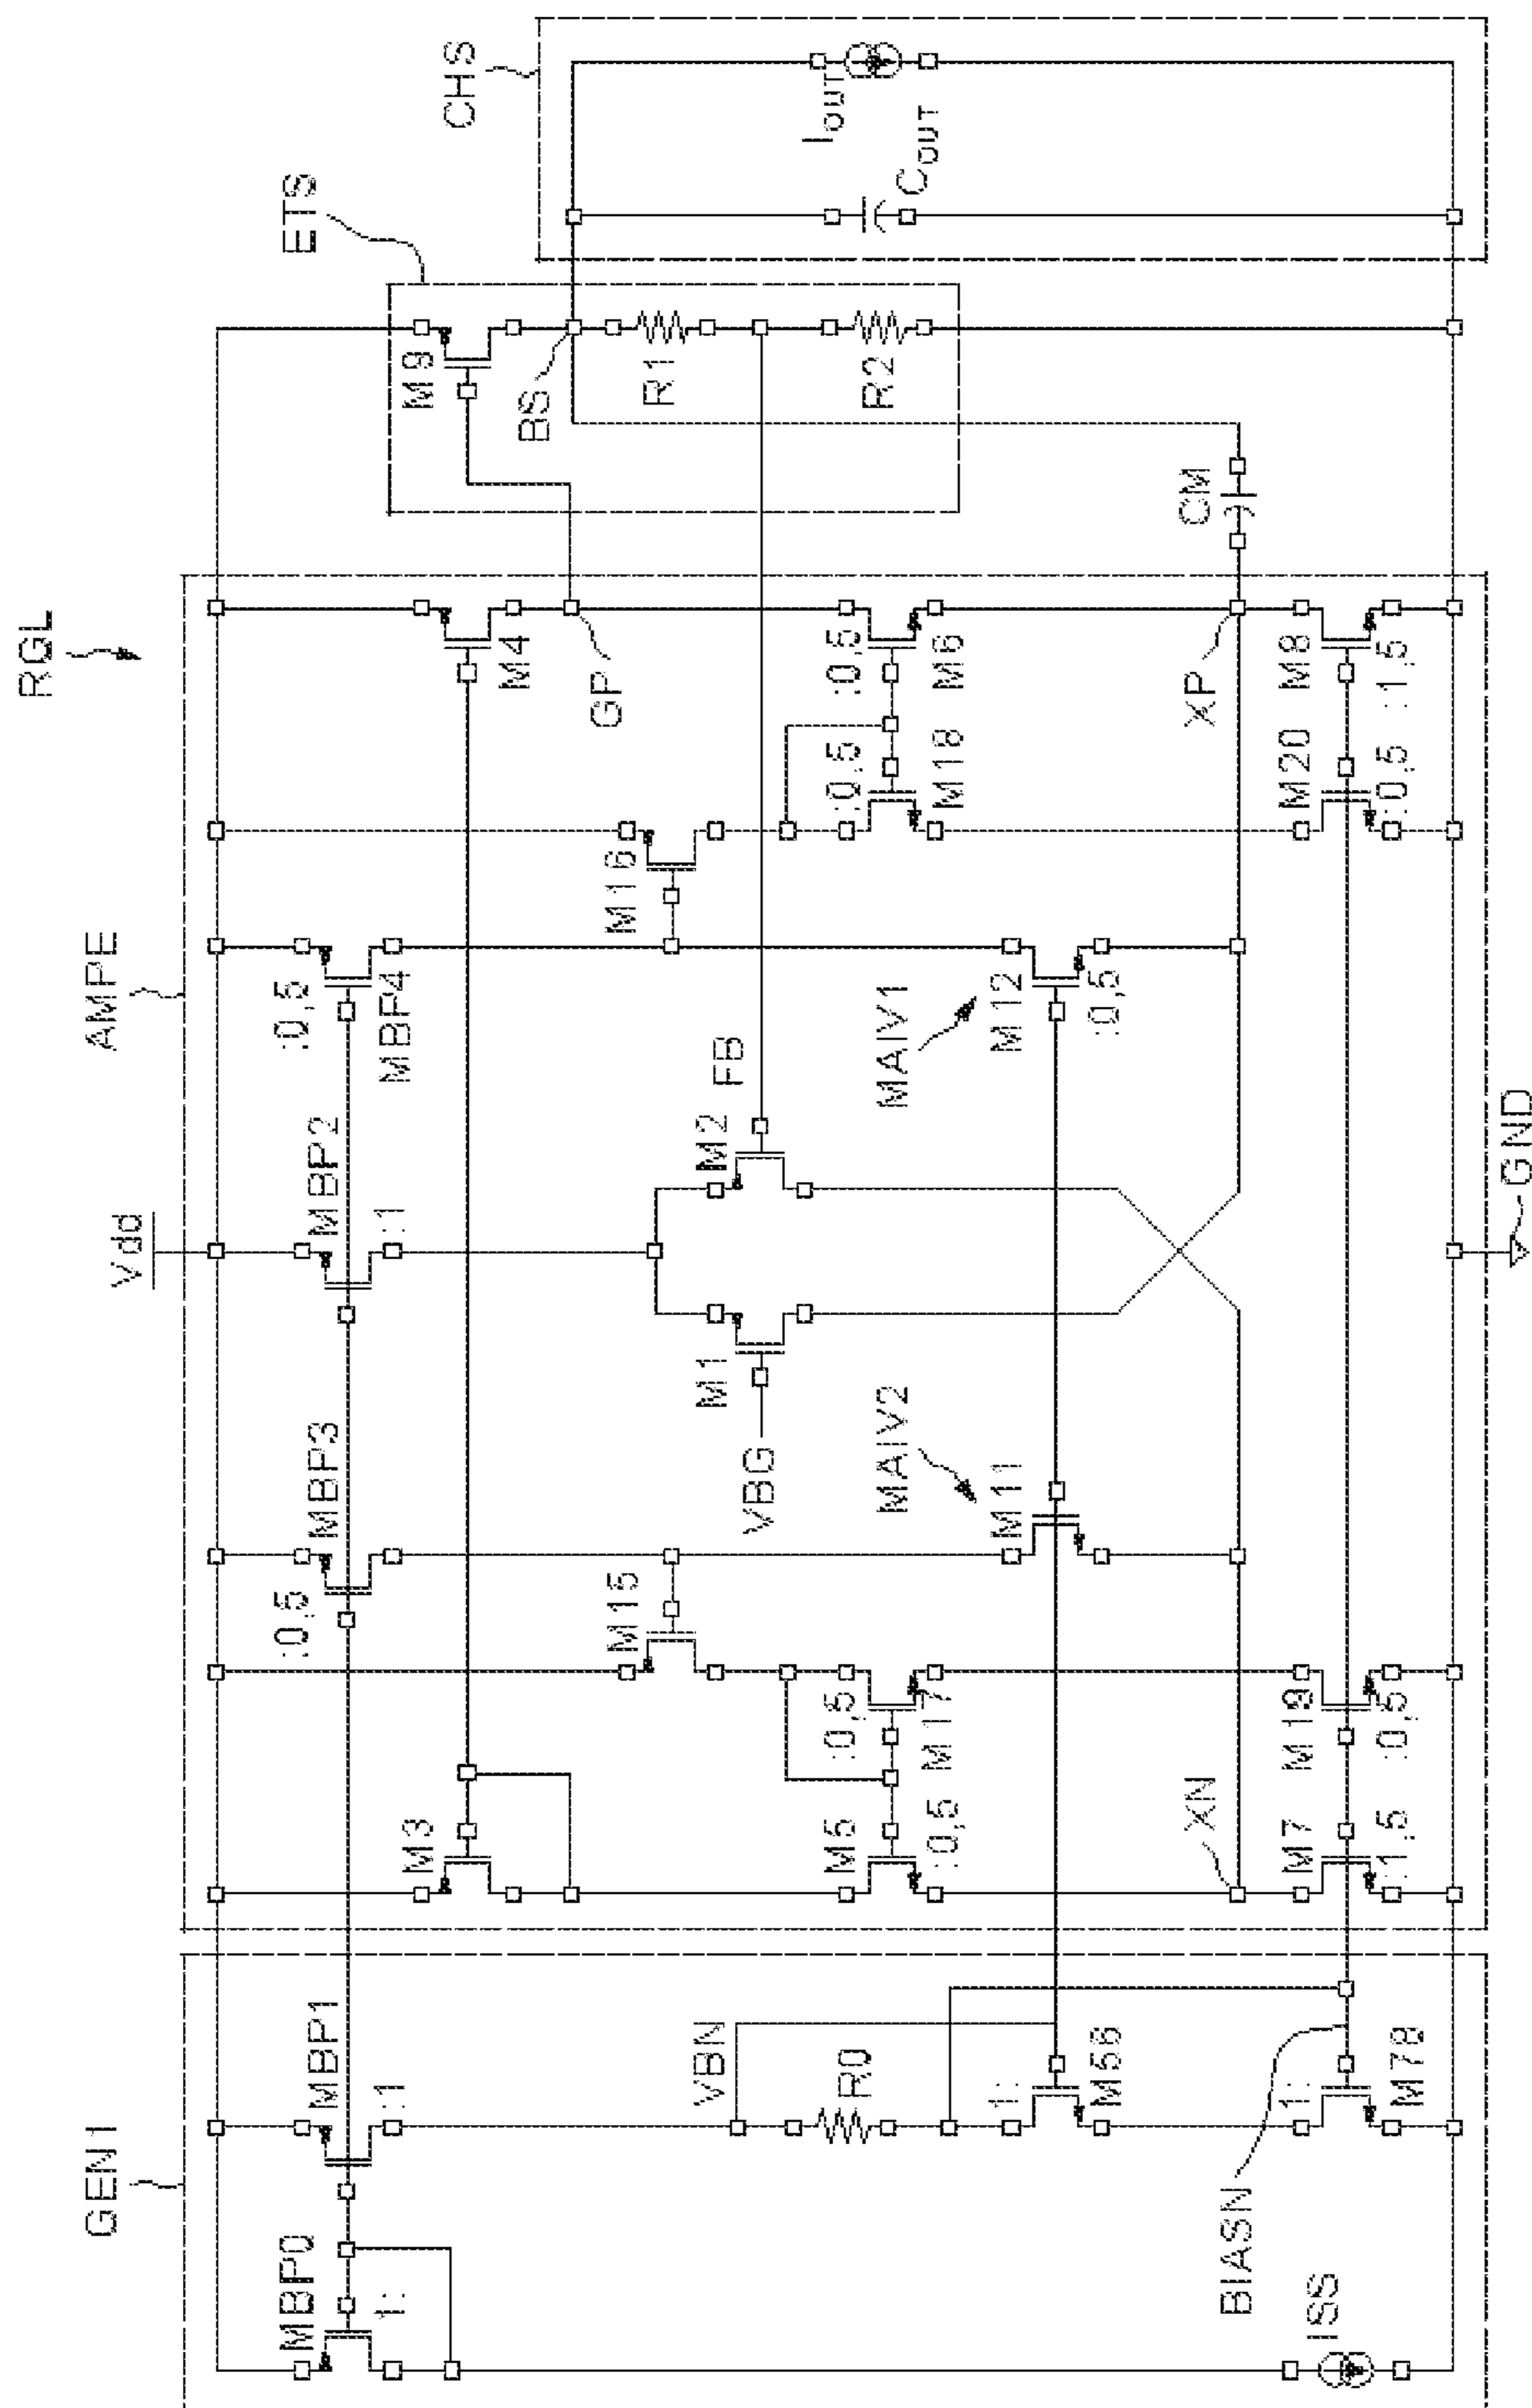 RGL
GEN1
AMPE
ETS
CHS
Vdd
MBP0
1:
MBP1
:1
MBP3
:0,5
MBP2
:1
MBP4
:0,5
M3
M4
M9
GP
BS
M15
M16
M1
M2
VBG
FB
R1
R2
IOUT
COUT
VBN
R0
M5
:0,5
M17
:0,5
M18
:0,5
M6
:0,5
MAIV2
M11
MAIV1
M12
:0,5
1:
M56
XN
XP
CM
BIASN
1:
M78
M7
:1,5
M19
:0,5
M20
:0,5
M8
:1,5
ISS
GND